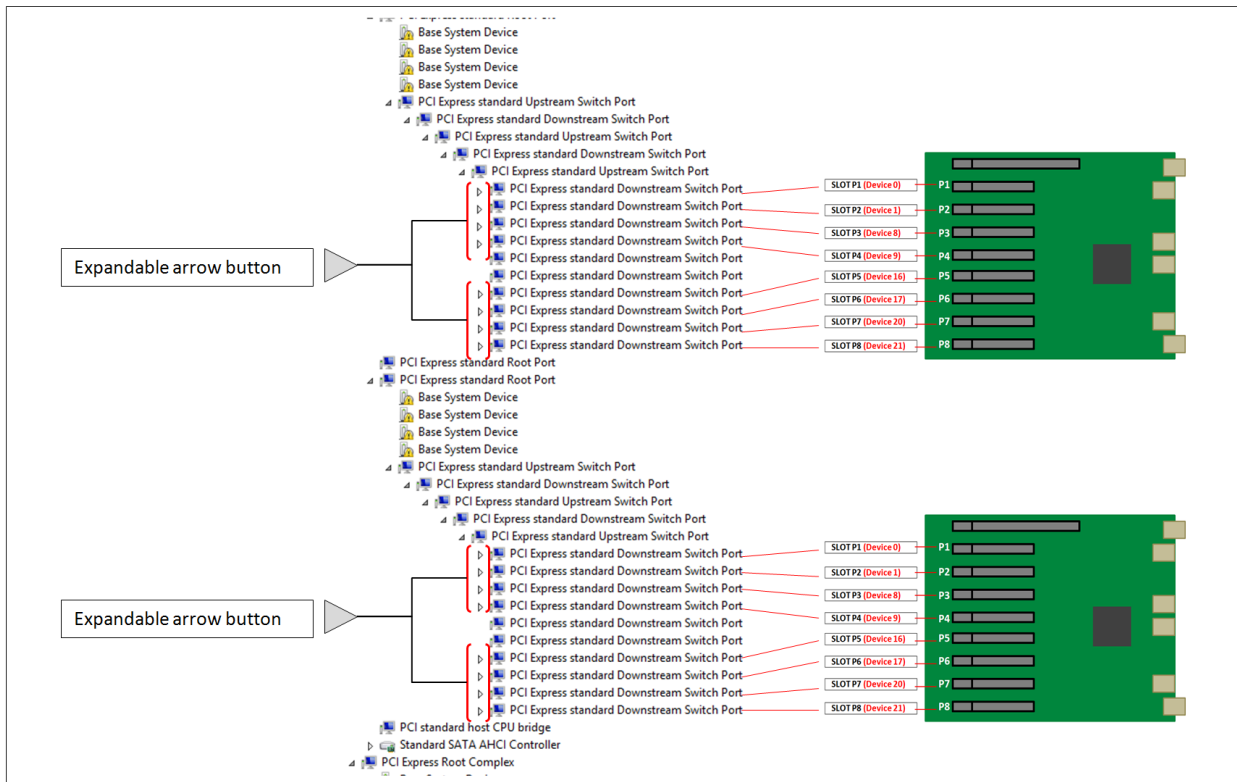 PCI Express standard Root Port
Base System Device
Base System Device
Base System Device
Base System Device
PCI Express standard Upstream Switch Port
PCI Express standard Downstream Switch Port
PCI Express standard Upstream Switch Port
PCI Express standard Downstream Switch Port
PCI Express standard Upstream Switch Port
PCI Express standard Downstream Switch Port SLOT P1 (Device 0) P1
PCI Express standard Downstream Switch Port SLOT P2 (Device 1) P2
PCI Express standard Downstream Switch Port SLOT P3 (Device 8) P3
PCI Express standard Downstream Switch Port SLOT P4 (Device 9) P4
PCI Express standard Downstream Switch Port
Expandable arrow button
PCI Express standard Downstream Switch Port SLOT P5 (Device 16) P5
PCI Express standard Downstream Switch Port SLOT P6 (Device 17) P6
PCI Express standard Downstream Switch Port SLOT P7 (Device 20) P7
PCI Express standard Downstream Switch Port SLOT P8 (Device 21) P8
PCI Express standard Downstream Switch Port
PCI Express standard Root Port
PCI Express standard Root Port
Base System Device
Base System Device
Base System Device
Base System Device
PCI Express standard Upstream Switch Port
PCI Express standard Downstream Switch Port
PCI Express standard Upstream Switch Port
PCI Express standard Downstream Switch Port
PCI Express standard Upstream Switch Port
PCI Express standard Downstream Switch Port SLOT P1 (Device 0) P1
PCI Express standard Downstream Switch Port SLOT P2 (Device 1) P2
PCI Express standard Downstream Switch Port SLOT P3 (Device 8) P3
PCI Express standard Downstream Switch Port SLOT P4 (Device 9) P4
Expandable arrow button
PCI Express standard Downstream Switch Port
PCI Express standard Downstream Switch Port SLOT P5 (Device 16) P5
PCI Express standard Downstream Switch Port SLOT P6 (Device 17) P6
PCI Express standard Downstream Switch Port SLOT P7 (Device 20) P7
PCI Express standard Downstream Switch Port SLOT P8 (Device 21) P8
PCI Express standard Downstream Switch Port
PCI standard host CPU bridge
Standard SATA AHCI Controller
PCI Express Root Complex